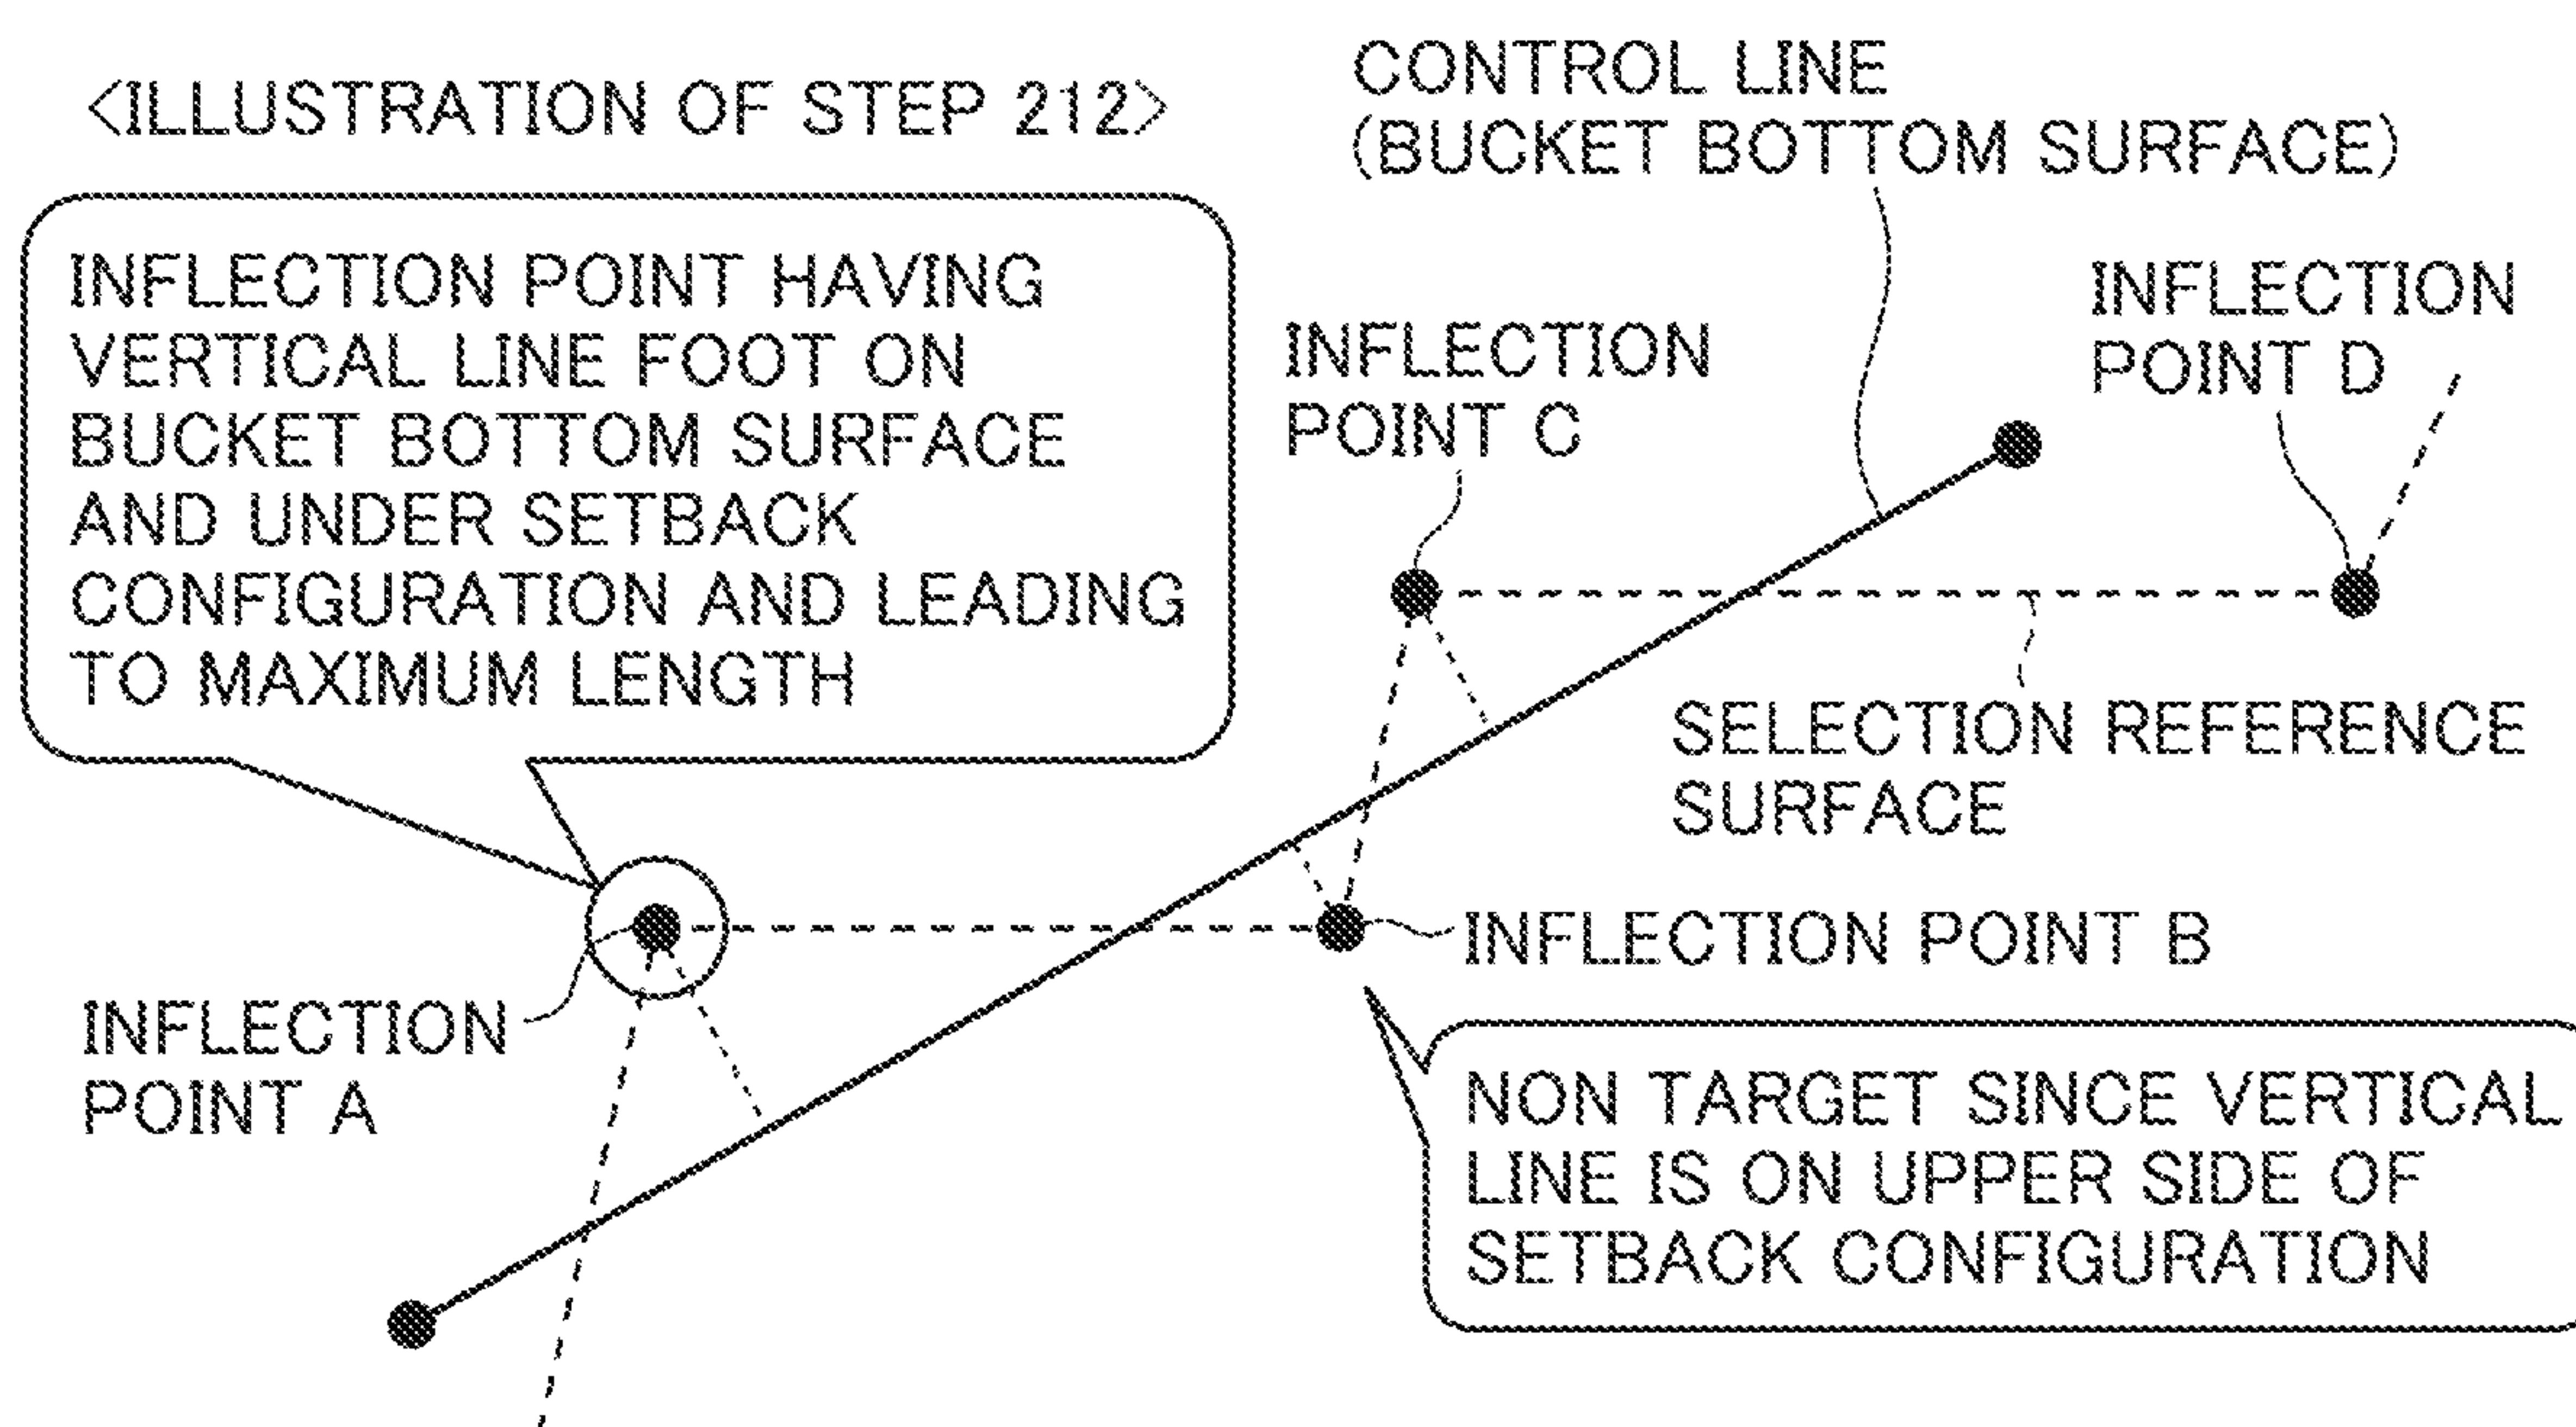 <ILLUSTRATION OF STEP 212>
CONTROL LINE
(BUCKET BOTTOM SURFACE)
INFLECTION POINT HAVING
VERTICAL LINE FOOT ON
BUCKET BOTTOM SURFACE
AND UNDER SETBACK
CONFIGURATION AND LEADING
TO MAXIMUM LENGTH
INFLECTION
POINT C
INFLECTION
POINT D
SELECTION REFERENCE
SURFACE
INFLECTION POINT B
INFLECTION
POINT A
NON TARGET SINCE VERTICAL
LINE IS ON UPPER SIDE OF
SETBACK CONFIGURATION